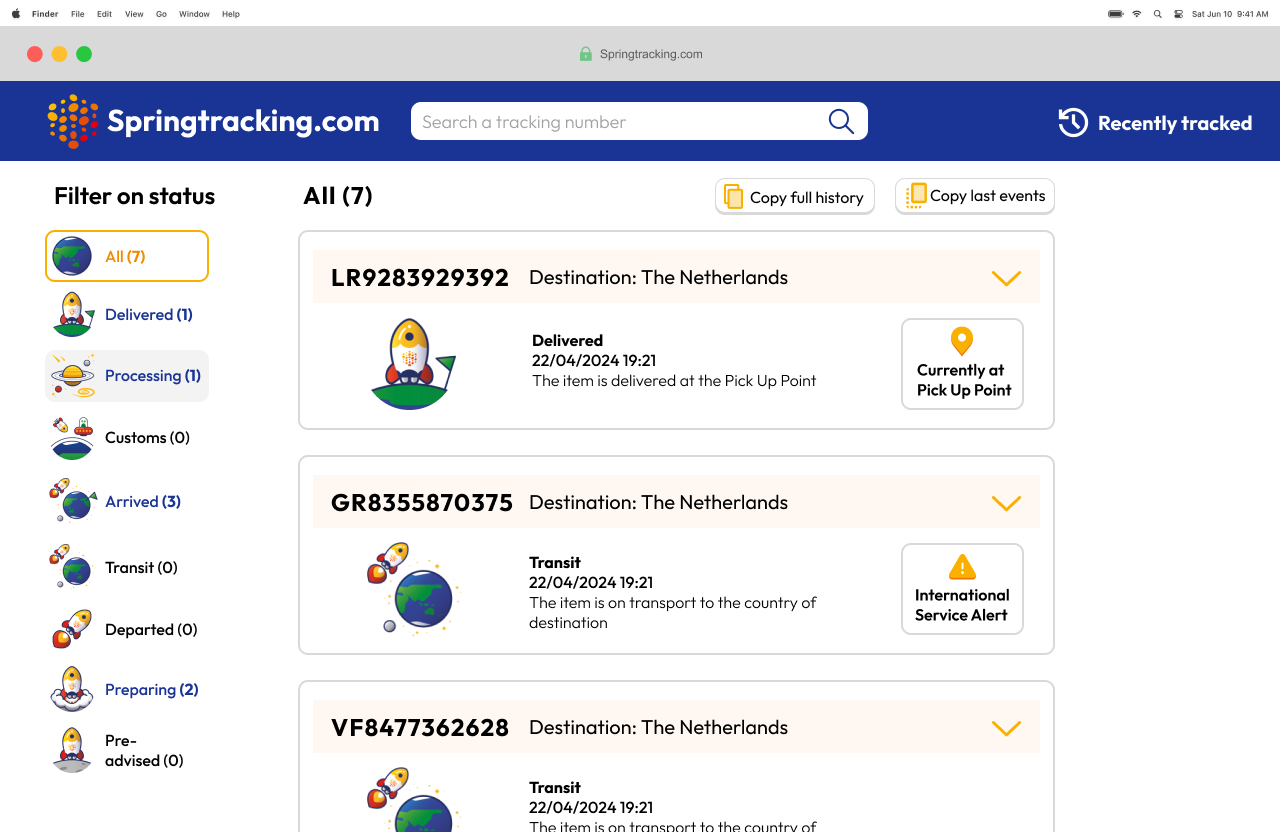 Finder File Edit View Go Window Help
Sat Jun 10 9:41 AM
Springtracking.com
Springtracking.com
Search a tracking number
Recently tracked
Filter on status
All (7)
Delivered (1)
Processing (1)
Customs (0)
Arrived (3)
Transit (0)
Departed (0)
Preparing (2)
Pre-
advised (0)
All (7)
Copy full history
Copy last events
LR9283929392 Destination: The Netherlands
Delivered
22/04/2024 19:21
The item is delivered at the Pick Up Point
Currently at
Pick Up Point
GR8355870375 Destination: The Netherlands
Transit
22/04/2024 19:21
The item is on transport to the country of
destination
International
Service Alert
VF8477362628 Destination: The Netherlands
Transit
22/04/2024 19:21
The item is on transport to the country of